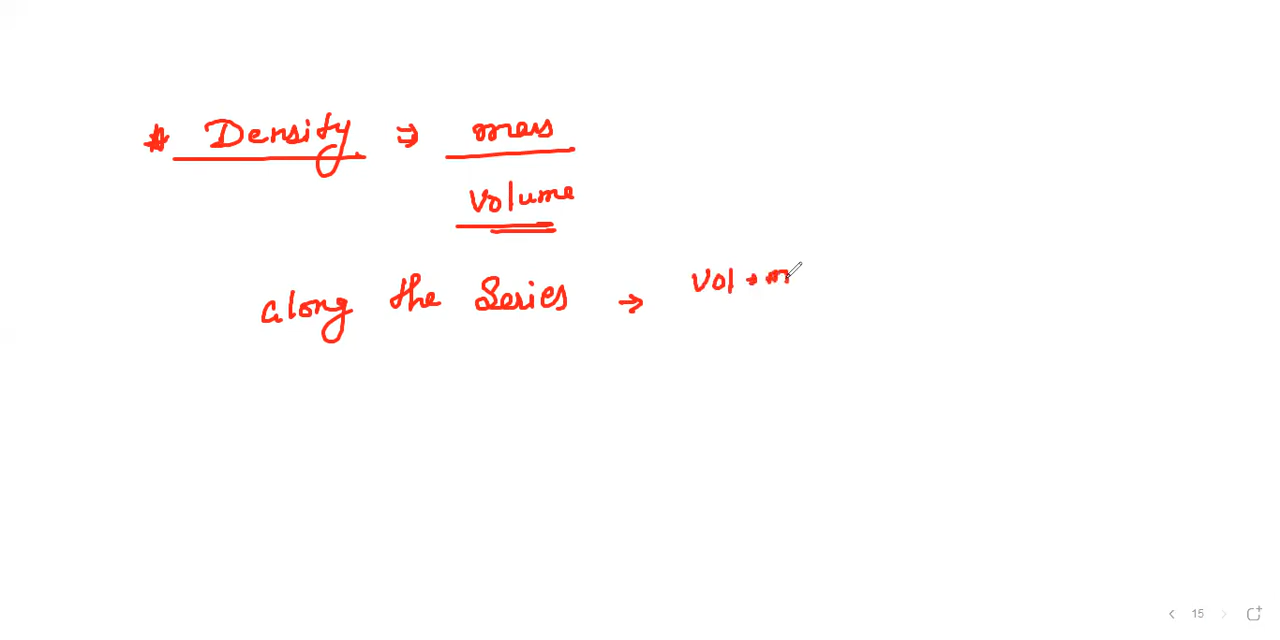 * Density ⇒ mass
Volume
along the Series → Vol → m
15